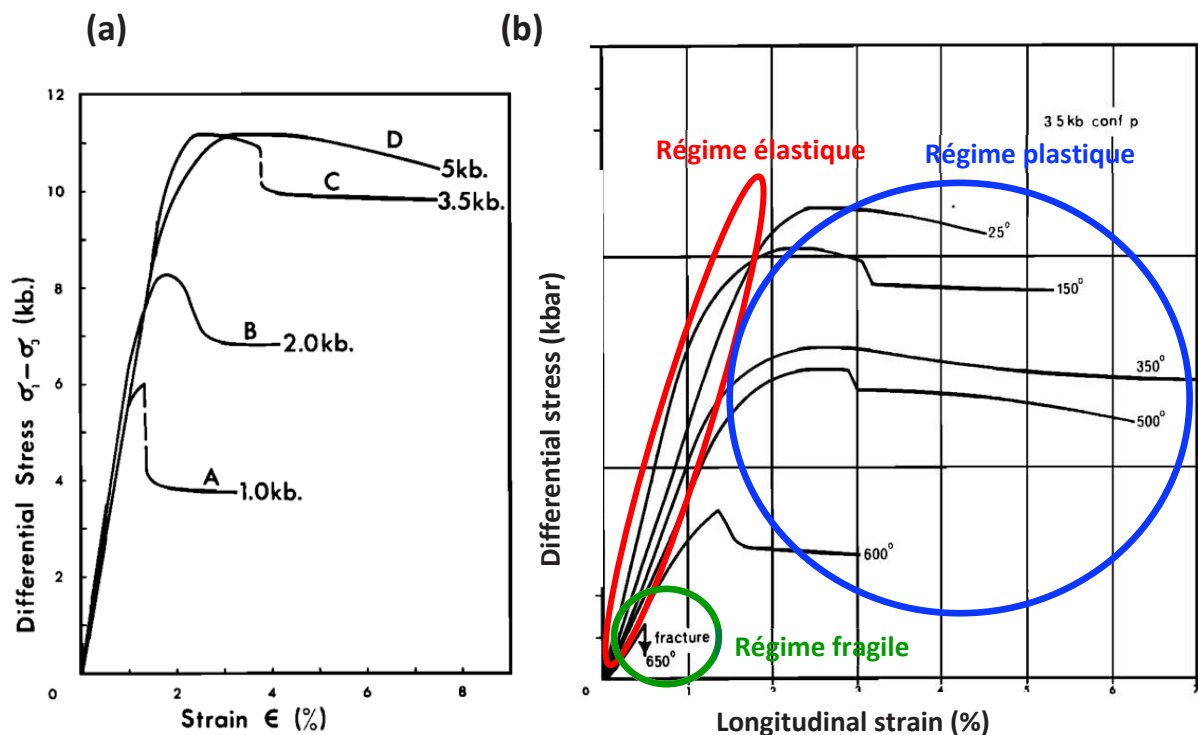 (a)
(b)
12
10
8
6
4
2
0
2
4
6
8
Strain ϵ (%)
Differential Stress σ₁-σ₃ (kb.)
D
5kb.
C
3.5kb.
B
2.0kb.
A
1.0kb.
Differential stress (kbar)
35kb conf p
Régime élastique
Régime plastique
25°
150°
350°
500°
600°
fracture
650°
Régime fragile
0
1
2
3
4
5
6
7
Longitudinal strain (%)